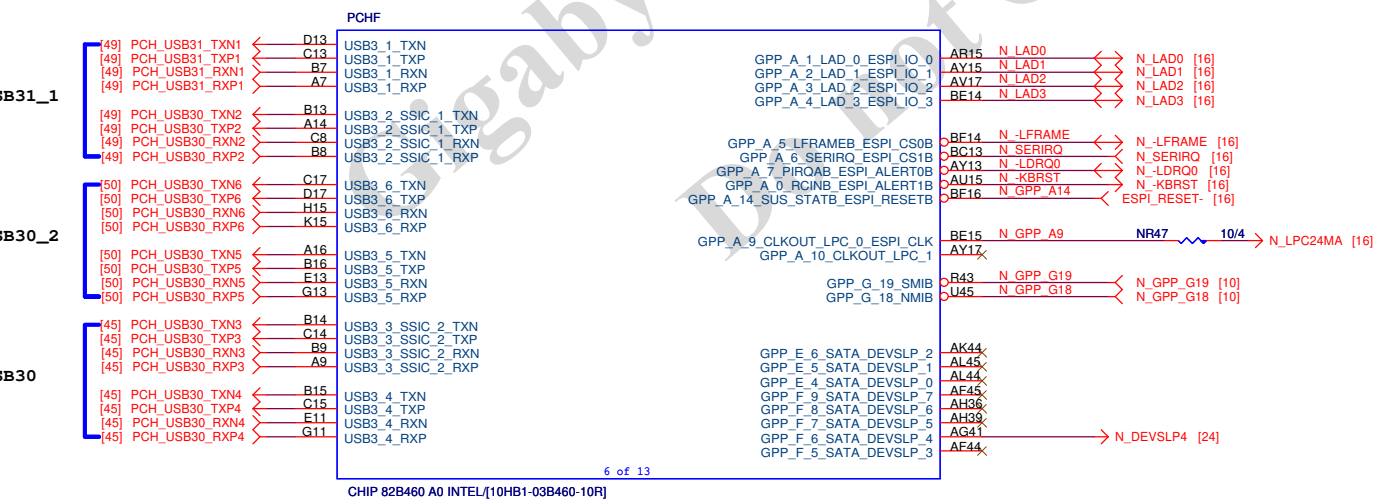 PCHF
[49] PCH_USB31_TXN1 D13 USB3_1_TXN
[49] PCH_USB31_TXP1 C13 USB3_1_TXP
[49] PCH_USB31_RXN1 B7 USB3_1_RXN
[49] PCH_USB31_RXP1 A7 USB3_1_RXP
SB31_1
[49] PCH_USB30_TXN2 B13 USB3_2_SSIC_1_TXN
[49] PCH_USB30_TXP2 A14 USB3_2_SSIC_1_TXP
[49] PCH_USB30_RXN2 C8 USB3_2_SSIC_1_RXN
[49] PCH_USB30_RXP2 B8 USB3_2_SSIC_1_RXP
[50] PCH_USB30_TXN6 C17 USB3_6_TXN
[50] PCH_USB30_TXP6 D17 USB3_6_TXP
[50] PCH_USB30_RXN6 H15 USB3_6_RXN
[50] PCH_USB30_RXP6 K15 USB3_6_RXP
SB30_2
[50] PCH_USB30_TXN5 A16 USB3_5_TXN
[50] PCH_USB30_TXP5 B16 USB3_5_TXP
[50] PCH_USB30_RXN5 E13 USB3_5_RXN
[50] PCH_USB30_RXP5 G13 USB3_5_RXP
[45] PCH_USB30_TXN3 B14 USB3_3_SSIC_2_TXN
[45] PCH_USB30_TXP3 C14 USB3_3_SSIC_2_TXP
[45] PCH_USB30_RXN3 B9 USB3_3_SSIC_2_RXN
[45] PCH_USB30_RXP3 A9 USB3_3_SSIC_2_RXP
SB30
[45] PCH_USB30_TXN4 B15 USB3_4_TXN
[45] PCH_USB30_TXP4 C15 USB3_4_TXP
[45] PCH_USB30_RXN4 E11 USB3_4_RXN
[45] PCH_USB30_RXP4 G11 USB3_4_RXP
GPP_A_1_LAD_0_ESPI_IO_0 AR15 N_LAD0 N_LAD0 [16]
GPP_A_2_LAD_1_ESPI_IO_1 AY15 N_LAD1 N_LAD1 [16]
GPP_A_3_LAD_2_ESPI_IO_2 AV17 N_LAD2 N_LAD2 [16]
GPP_A_4_LAD_3_ESPI_IO_3 BE14 N_LAD3 N_LAD3 [16]
GPP_A_5_LFRAMEB_ESPI_CS0B BF14 N_-LFRAME N_-LFRAME [16]
GPP_A_6_SERIRQ_ESPI_CS1B BC13 N_SERIRQ N_SERIRQ [16]
GPP_A_7_PIRQAB_ESPI_ALERT0B AY13 N_-LDRQ0 N_-LDRQ0 [16]
GPP_A_0_RCINB_ESPI_ALERT1B AU15 N_-KBRST N_-KBRST [16]
GPP_A_14_SUS_STATB_ESPI_RESETB BF16 N_GPP_A14 ESPI_RESET- [16]
GPP_A_9_CLKOUT_LPC_0_ESPI_CLK BE15 N_GPP_A9 NR47 10/4 N_LPC24MA [16]
GPP_A_10_CLKOUT_LPC_1 AY17
GPP_G_19_SMIB R43 N_GPP_G19 N_GPP_G19 [10]
GPP_G_18_NMIB U45 N_GPP_G18 N_GPP_G18 [10]
GPP_E_6_SATA_DEVSLP_2 AK44
GPP_E_5_SATA_DEVSLP_1 AL45
GPP_E_4_SATA_DEVSLP_0 AL44
GPP_F_9_SATA_DEVSLP_7 AF45
GPP_F_8_SATA_DEVSLP_6 AH36
GPP_F_7_SATA_DEVSLP_5 AH39
GPP_F_6_SATA_DEVSLP_4 AG41 N_DEVSLP4 [24]
GPP_F_5_SATA_DEVSLP_3 AF44
6 of 13
CHIP 82B460 A0 INTEL/[10HB1-03B460-10R]
Gigaby
Do not